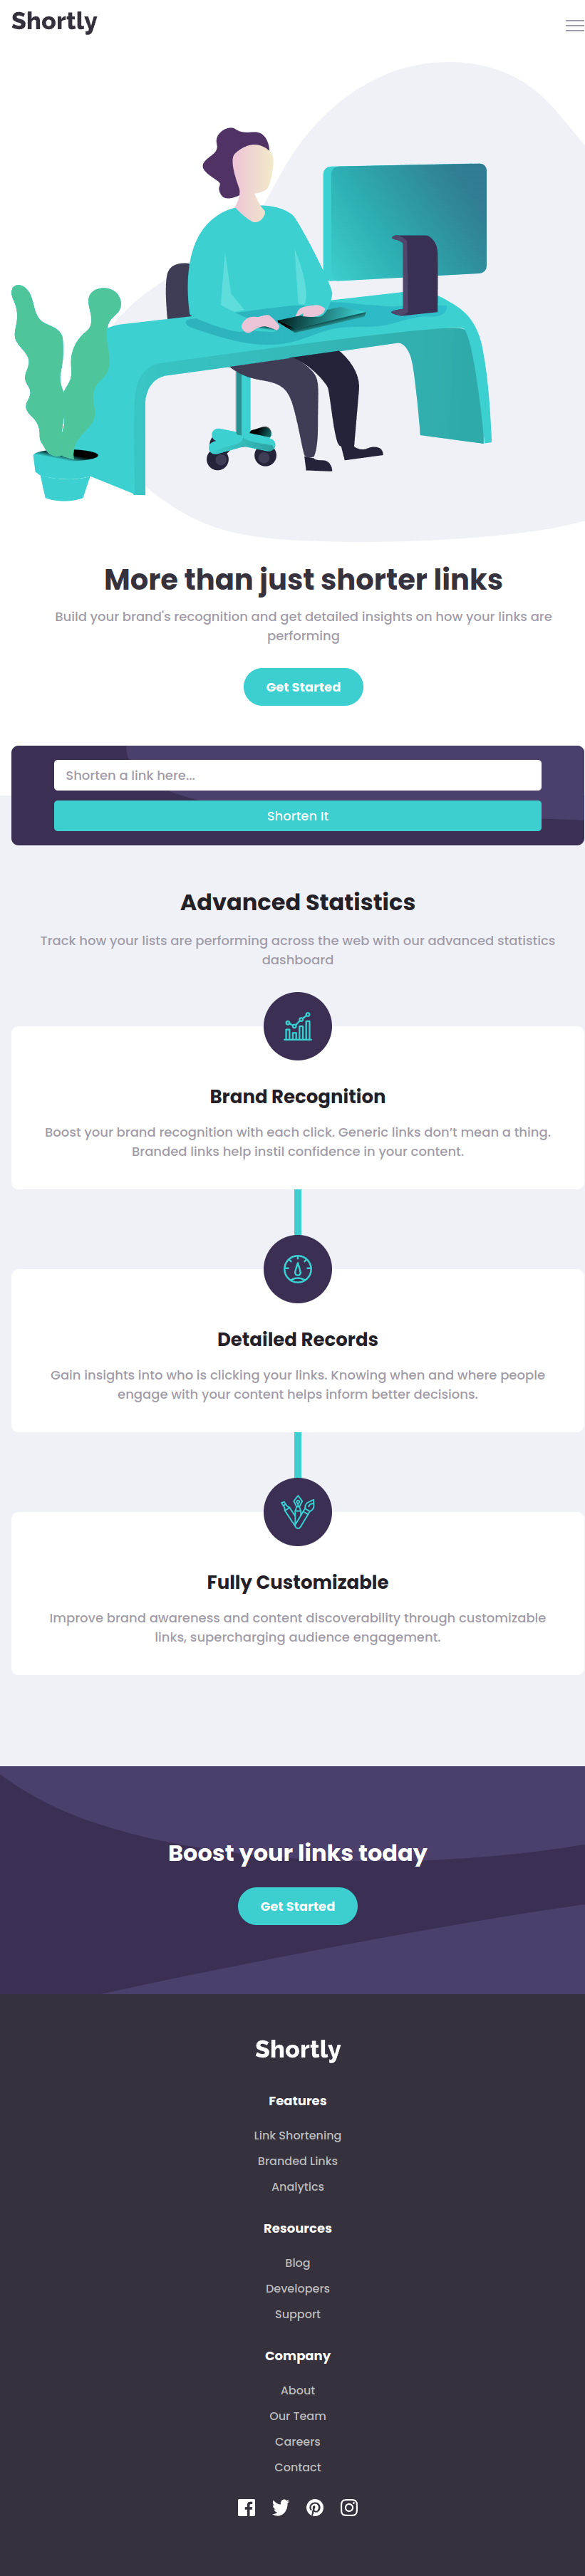 Shortly
More than just shorter links
Build your brand's recognition and get detailed insights on how your links are
performing
Get Started
Shorten a link here...
Shorten It
Advanced Statistics
Track how your lists are performing across the web with our advanced statistics
dashboard
Brand Recognition
Boost your brand recognition with each click. Generic links don’t mean a thing.
Branded links help instil confidence in your content.
Detailed Records
Gain insights into who is clicking your links. Knowing when and where people
engage with your content helps inform better decisions.
Fully Customizable
Improve brand awareness and content discoverability through customizable
links, supercharging audience engagement.
Boost your links today
Get Started
Shortly
Features
Link Shortening
Branded Links
Analytics
Resources
Blog
Developers
Support
Company
About
Our Team
Careers
Contact